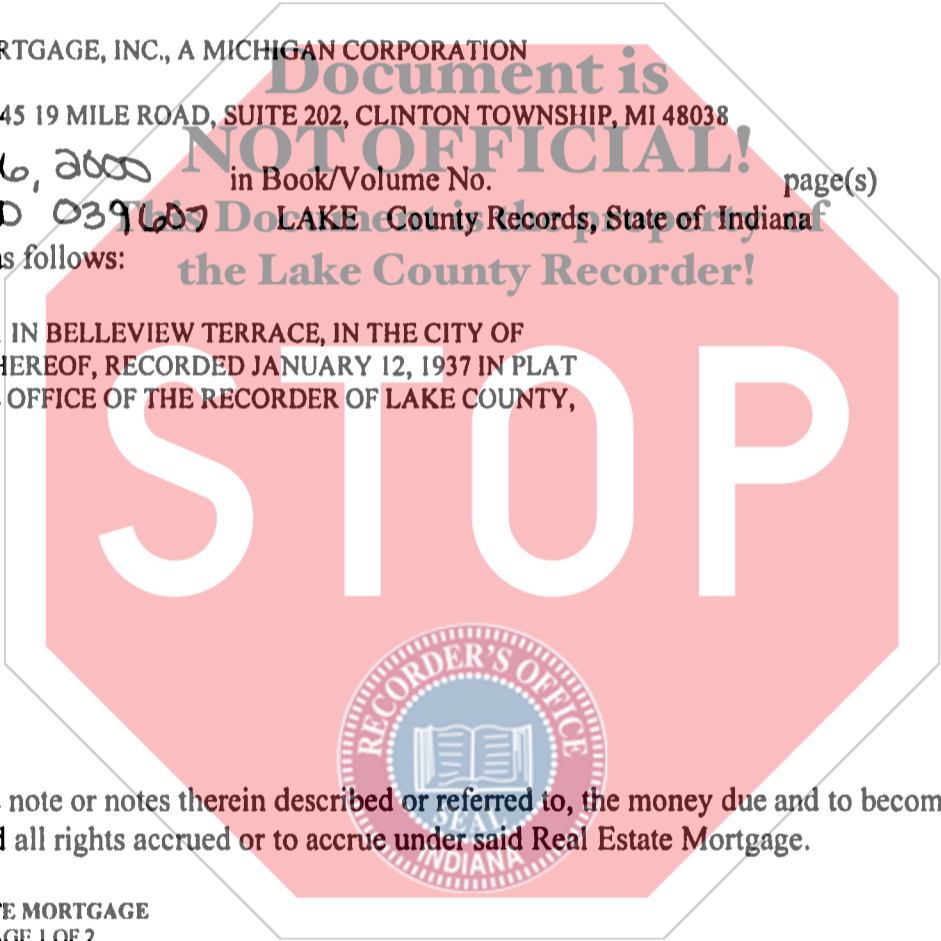 RTGAGE, INC., A MICHIGAN CORPORATION
Document is
45 19 MILE ROAD, SUITE 202, CLINTON TOWNSHIP, MI 48038
NOT OFFICIAL!
6, 2000 in Book/Volume No. page(s)
D 039607 LAKE County Records, State of Indiana
This Document is the property of
as follows:
the Lake County Recorder!
IN BELLEVIEW TERRACE, IN THE CITY OF
HEREOF, RECORDED JANUARY 12, 1937 IN PLAT
OFFICE OF THE RECORDER OF LAKE COUNTY,
STOP
RECORDER'S OFFICE
note or notes therein described or referred to, the money due and to becom
SEAL
d all rights accrued or to accrue under said Real Estate Mortgage.
INDIANA
E MORTGAGE
AGE 1 OF 2